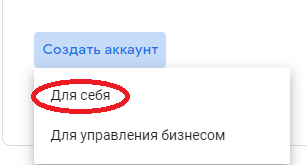 Создать аккаунт
Для себя
Для управления бизнесом